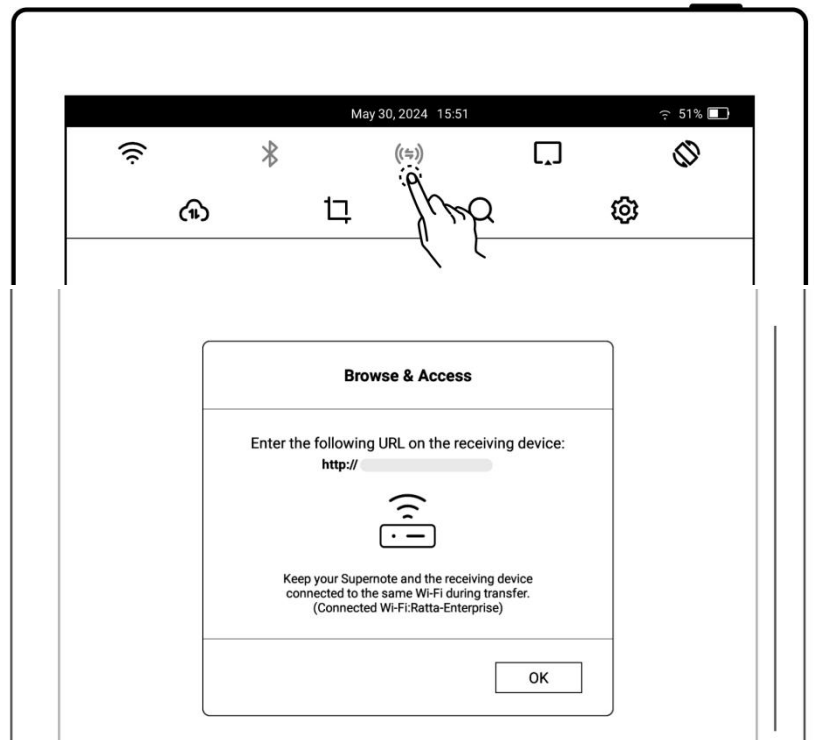 May 30, 2024 15:51
51%
Browse & Access
Enter the following URL on the receiving device:
http://
Keep your Supernote and the receiving device
connected to the same Wi-Fi during transfer.
(Connected Wi-Fi:Ratta-Enterprise)
OK